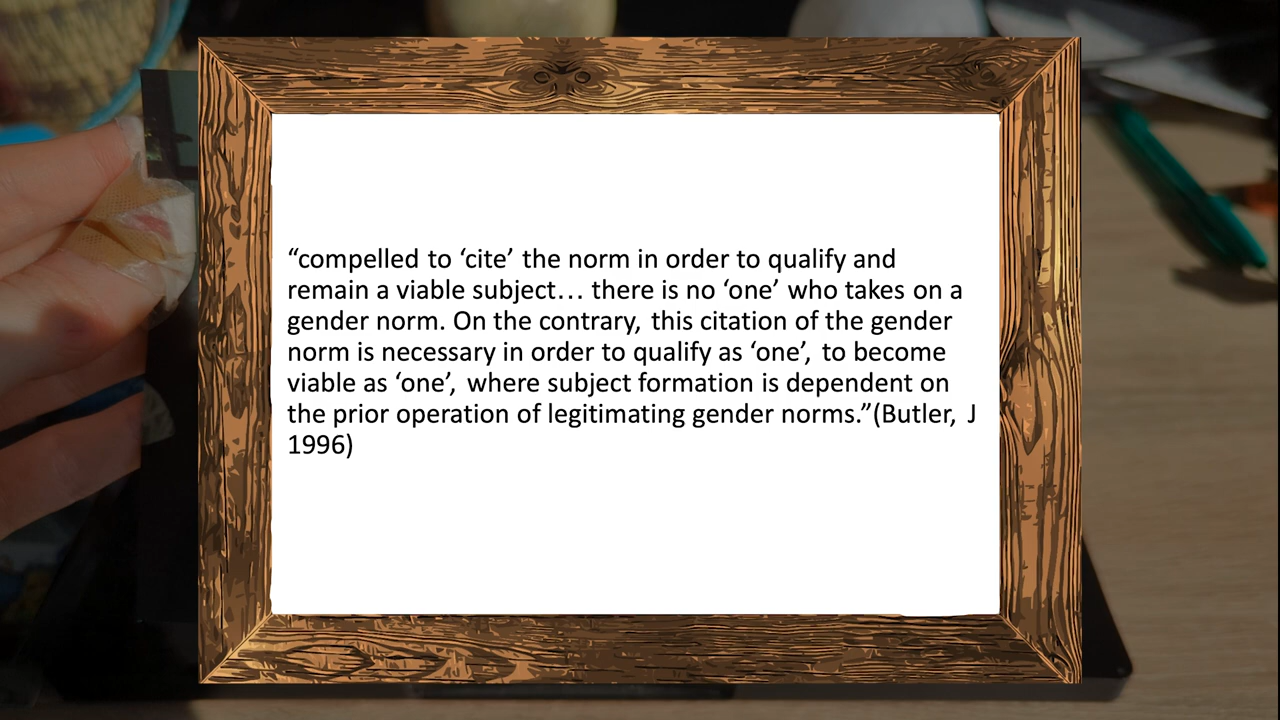 “compelled to ‘cite’ the norm in order to qualify and
remain a viable subject… there is no ‘one’ who takes on a
gender norm. On the contrary, this citation of the gender
norm is necessary in order to qualify as ‘one’, to become
viable as ‘one’, where subject formation is dependent on
the prior operation of legitimating gender norms.”(Butler, J
1996)